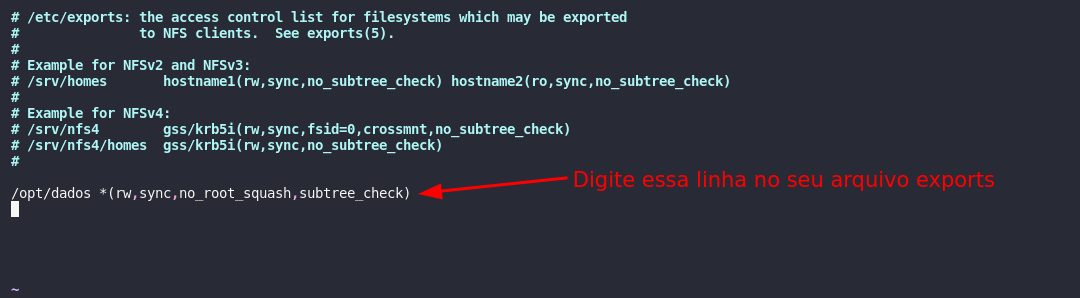 # /etc/exports: the access control list for filesystems which may be exported
#               to NFS clients.  See exports(5).
#
# Example for NFSv2 and NFSv3:
# /srv/homes       hostname1(rw,sync,no_subtree_check) hostname2(ro,sync,no_subtree_check)
#
# Example for NFSv4:
# /srv/nfs4        gss/krb5i(rw,sync,fsid=0,crossmnt,no_subtree_check)
# /srv/nfs4/homes  gss/krb5i(rw,sync,no_subtree_check)
#
/opt/dados *(rw,sync,no_root_squash,subtree_check)
Digite essa linha no seu arquivo exports
~